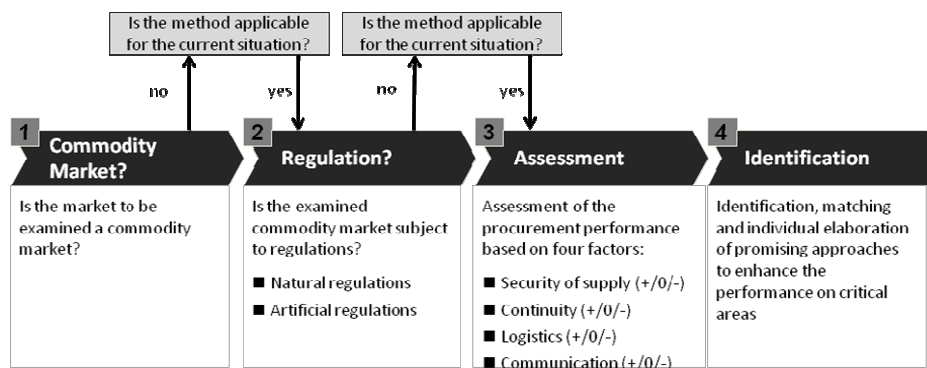 Is the method applicable
for the current situation?
Is the method applicable
for the current situation?
no
yes
no
yes
1
Commodity
Market?
2
Regulation?
3
Assessment
4
Identification
Is the market to be
examined a commodity
market?
Is the examined
commodity market subject
to regulations?
■ Natural regulations
■ Artificial regulations
Assessment of the
procurement performance
based on four factors:
■ Security of supply (+/0/-)
■ Continuity (+/0/-)
■ Logistics (+/0/-)
■ Communication (+/0/-)
Identification, matching
and individual elaboration
of promising approaches
to enhance the
performance on critical
areas